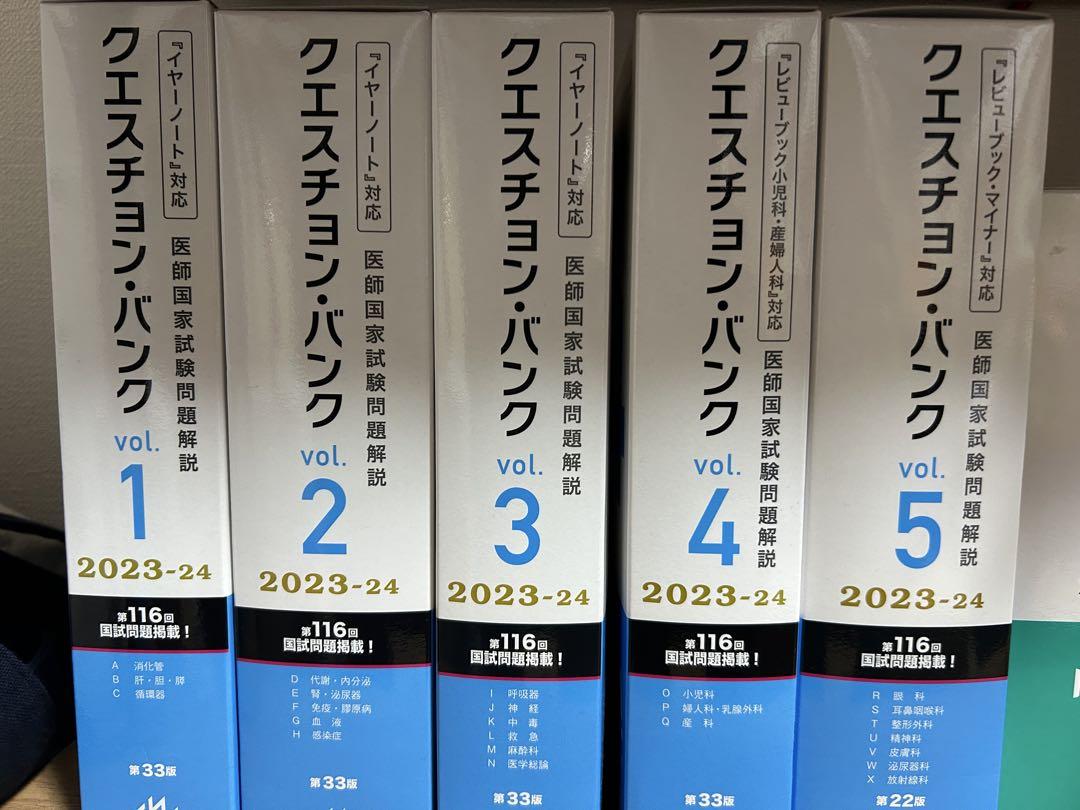 『イヤーノート』対応
クエスチョン・バンク
医師国家試験問題解説
vol.
1
2023-24
第116回
国試問題掲載！
A 消化管
B 肝・胆・膵
C 循環器
第33版
『イヤーノート』対応
クエスチョン・バンク
医師国家試験問題解説
vol.
2
2023-24
第116回
国試問題掲載！
D 代謝・内分泌
E 腎・泌尿器
F 免疫・膠原病
G 血液
H 感染症
第33版
『イヤーノート』対応
クエスチョン・バンク
医師国家試験問題解説
vol.
3
2023-24
第116回
国試問題掲載！
I 呼吸器
J 神経
K 中毒
L 救急
M 麻酔科
N 医学総論
第33版
『レビューブック小児科・産婦人科』対応
クエスチョン・バンク
医師国家試験問題解説
vol.
4
2023-24
第116回
国試問題掲載！
O 小児科
P 婦人科・乳腺外科
Q 産科
第33版
『レビューブック・マイナー』対応
クエスチョン・バンク
医師国家試験問題解説
vol.
5
2023-24
第116回
国試問題掲載！
R 眼科
S 耳鼻咽喉科
T 整形外科
U 精神科
V 皮膚科
W 泌尿器科
X 放射線科
第22版